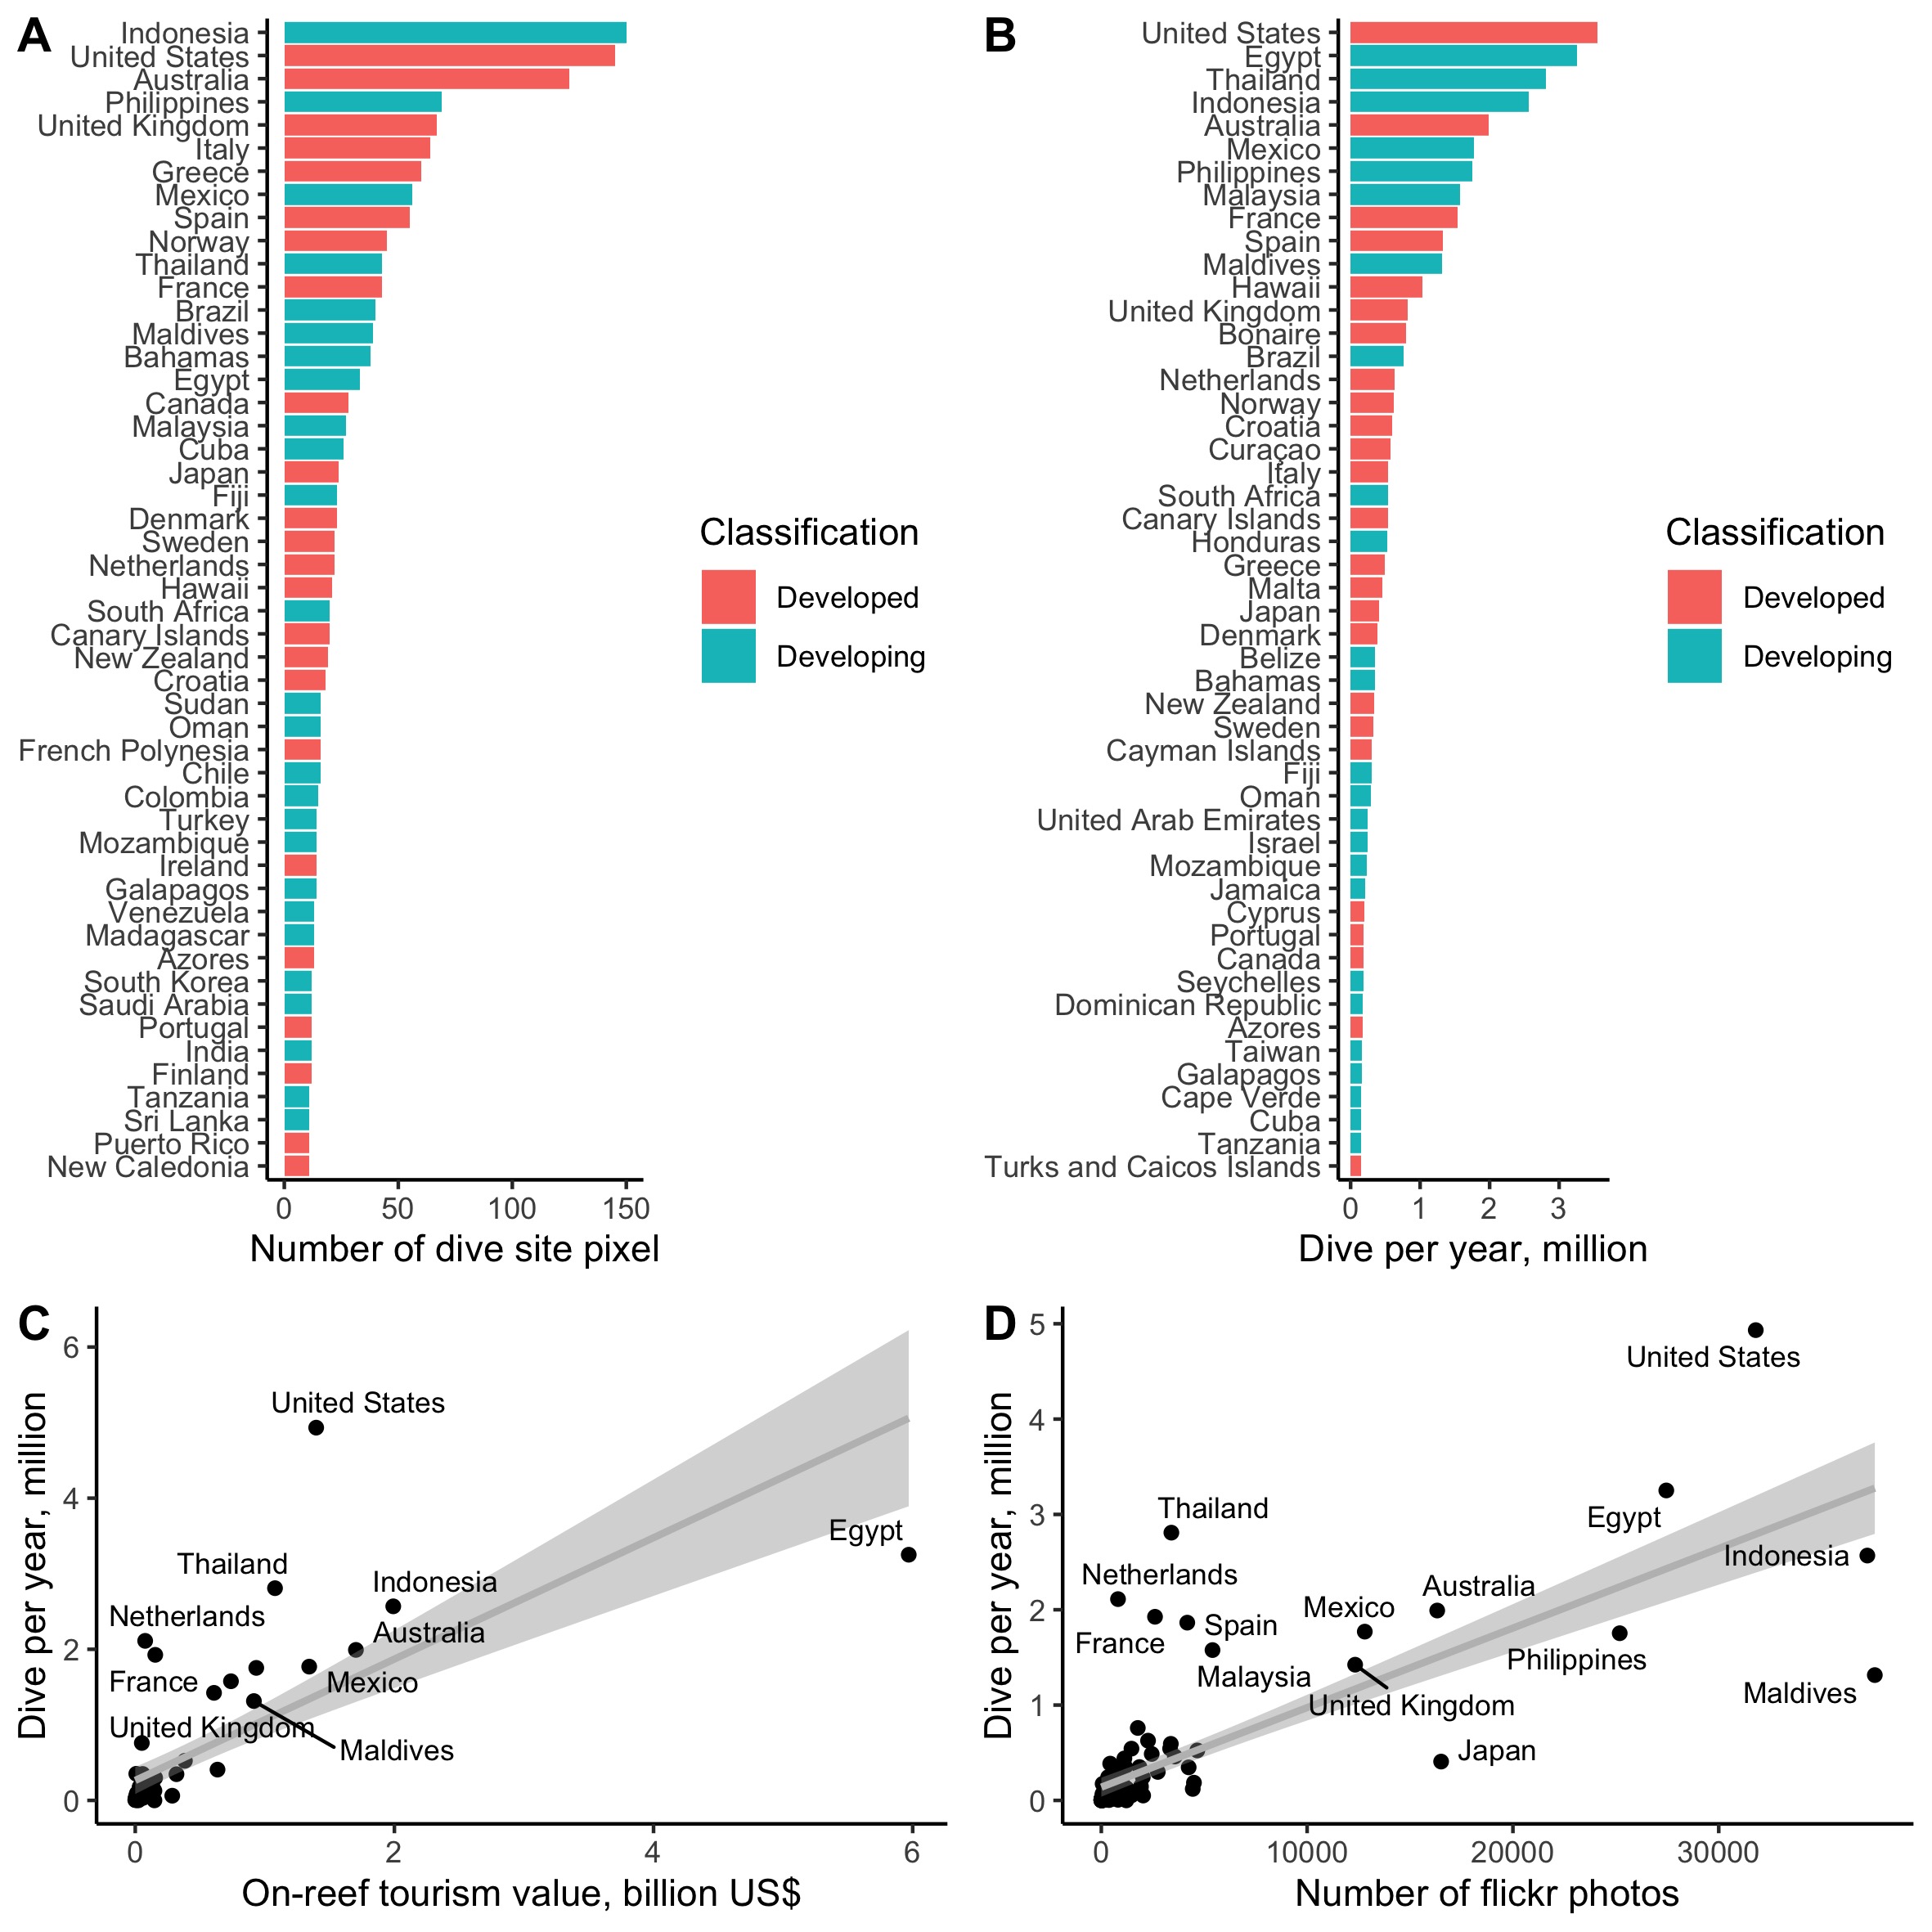 A
Indonesia
United States
Australia
Philippines
United Kingdom
Italy
Greece
Mexico
Spain
Norway
Thailand
France
Brazil
Maldives
Bahamas
Egypt
Canada
Malaysia
Cuba
Japan
Fiji
Denmark
Sweden
Netherlands
Hawaii
South Africa
Canary Islands
New Zealand
Croatia
Sudan
Oman
French Polynesia
Chile
Colombia
Turkey
Mozambique
Ireland
Galapagos
Venezuela
Madagascar
Azores
South Korea
Saudi Arabia
Portugal
India
Finland
Tanzania
Sri Lanka
Puerto Rico
New Caledonia
0 50 100 150
Number of dive site pixel
Classification
Developed
Developing
B
United States
Egypt
Thailand
Indonesia
Australia
Mexico
Philippines
Malaysia
France
Spain
Maldives
Hawaii
United Kingdom
Bonaire
Brazil
Netherlands
Norway
Croatia
Curaçao
Italy
South Africa
Canary Islands
Honduras
Greece
Malta
Japan
Denmark
Belize
Bahamas
New Zealand
Sweden
Cayman Islands
Fiji
Oman
United Arab Emirates
Israel
Mozambique
Jamaica
Cyprus
Portugal
Canada
Seychelles
Dominican Republic
Azores
Taiwan
Galapagos
Cape Verde
Cuba
Tanzania
Turks and Caicos Islands
0 1 2 3
Dive per year, million
Classification
Developed
Developing
C
Dive per year, million
6
4
2
0
United States
Egypt
Thailand
Indonesia
Netherlands
Australia
France
Mexico
United Kingdom
Maldives
0 2 4 6
On-reef tourism value, billion US$
D
Dive per year, million
5
4
3
2
1
0
United States
Thailand
Egypt
Indonesia
Netherlands
Australia
Mexico
Spain
France
Philippines
Malaysia
Maldives
United Kingdom
Japan
0 10000 20000 30000
Number of flickr photos